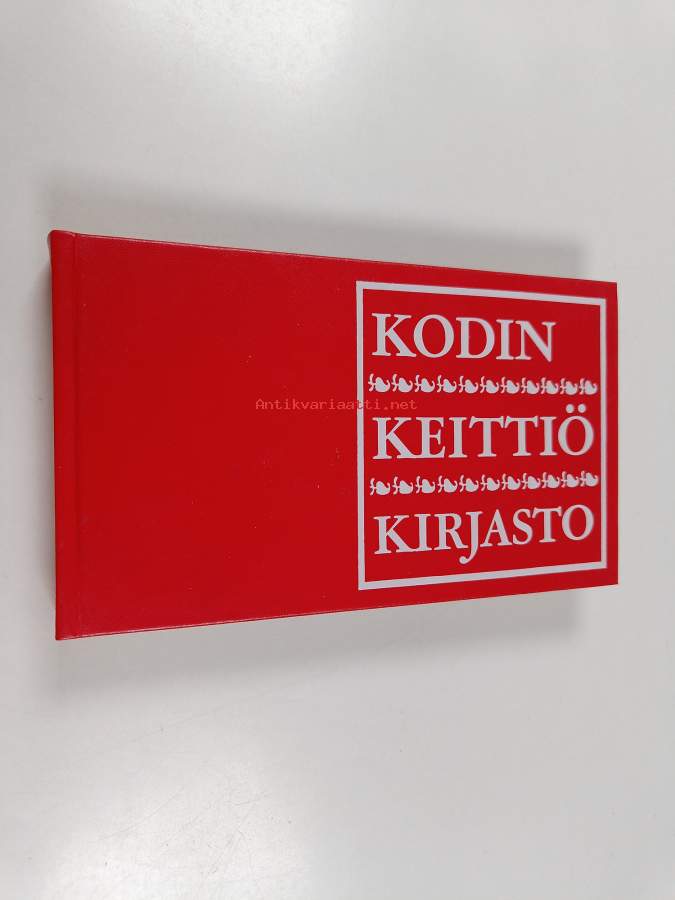 KODIN
Antikvariaatti.net
KEITTIÖ
KIRJASTO